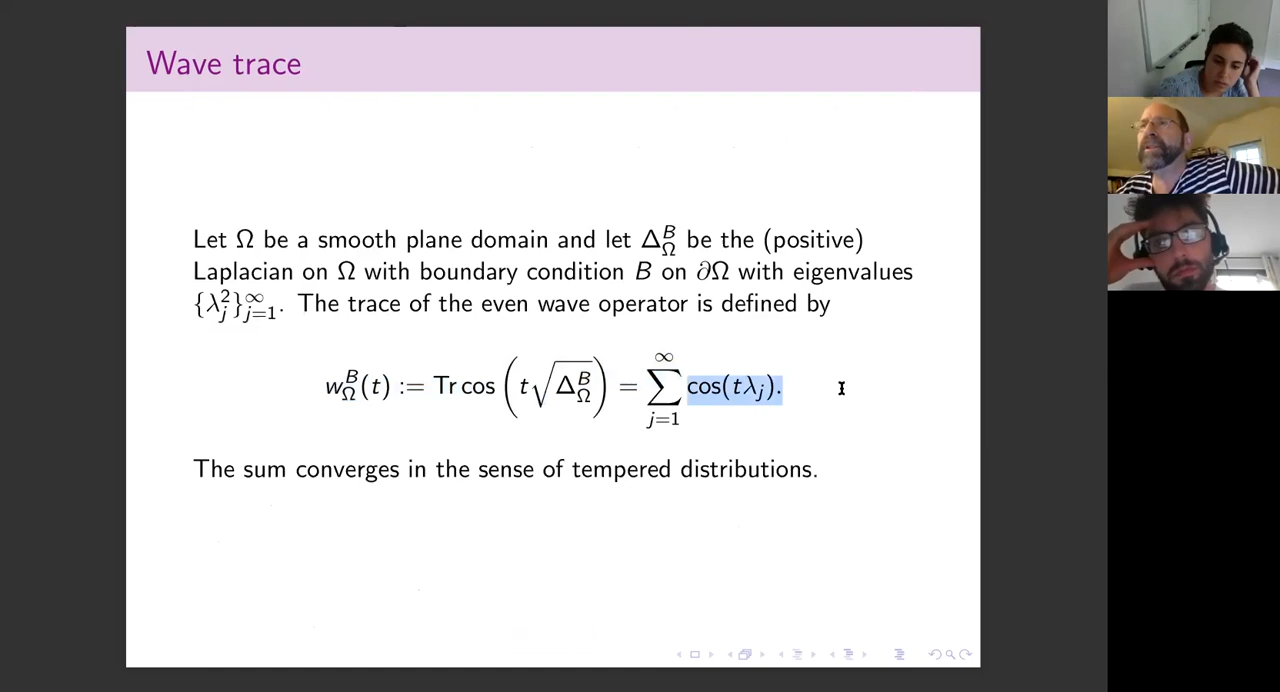 Wave trace
Let Ω be a smooth plane domain and let Δ_Ω^B be the (positive)
Laplacian on Ω with boundary condition B on ∂Ω with eigenvalues
{λ_j^2}_{j=1}^∞. The trace of the even wave operator is defined by
w_Ω^B(t) := Tr cos (t√Δ_Ω^B) = ∑_{j=1}^∞ cos(tλ_j).
The sum converges in the sense of tempered distributions.